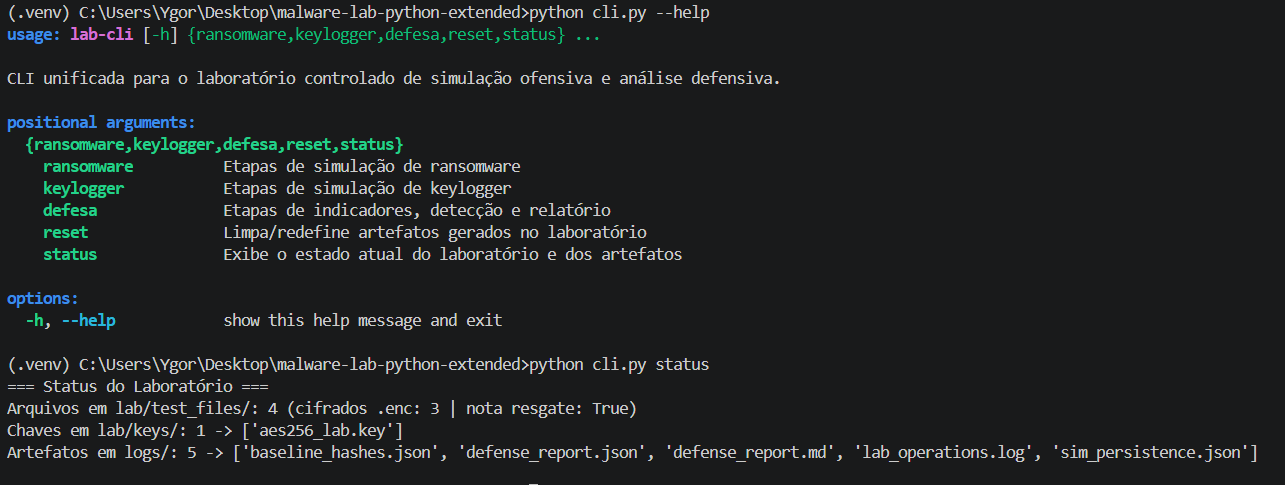 (.venv) C:\Users\Ygor\Desktop\malware-lab-python-extended>python cli.py --help
usage: lab-cli [-h] {ransomware,keylogger,defesa,reset,status} ...
CLI unificada para o laboratório controlado de simulação ofensiva e análise defensiva.
positional arguments:
{ransomware,keylogger,defesa,reset,status}
ransomware Etapas de simulação de ransomware
keylogger Etapas de simulação de keylogger
defesa Etapas de indicadores, detecção e relatório
reset Limpa/redefine artefatos gerados no laboratório
status Exibe o estado atual do laboratório e dos artefatos
options:
-h, --help show this help message and exit
(.venv) C:\Users\Ygor\Desktop\malware-lab-python-extended>python cli.py status
=== Status do Laboratório ===
Arquivos em lab/test_files/: 4 (cifrados .enc: 3 | nota resgate: True)
Chaves em lab/keys/: 1 -> ['aes256_lab.key']
Artefatos em logs/: 5 -> ['baseline_hashes.json', 'defense_report.json', 'defense_report.md', 'lab_operations.log', 'sim_persistence.json']